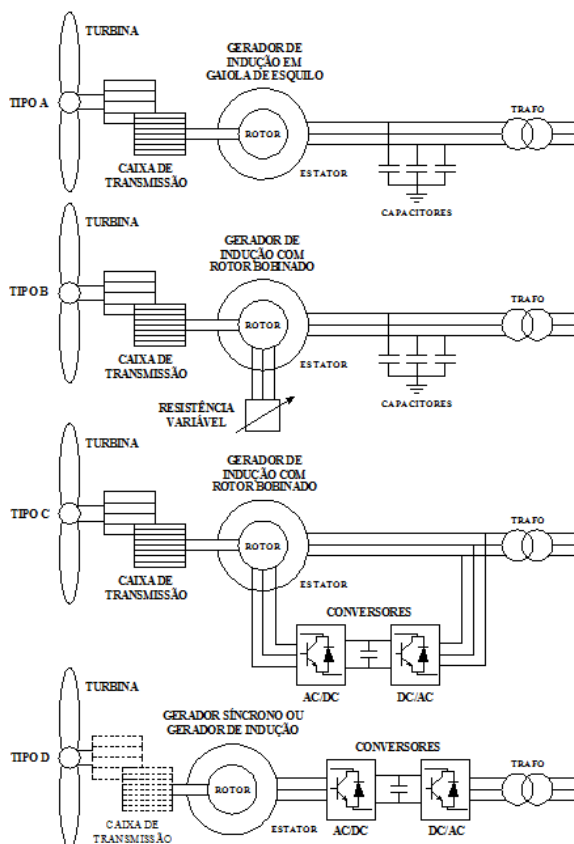 TURBINA
GERADOR DE
INDUÇÃO EM
GAIOLA DE ESQUILO
TIPO A
TRAFO
ROTOR
CAIXA DE
TRANSMISSÃO
ESTATOR
CAPACITORES
TURBINA
GERADOR DE
INDUÇÃO COM
ROTOR BOBINADO
TIPO B
TRAFO
ROTOR
CAIXA DE
TRANSMISSÃO
ESTATOR
CAPACITORES
RESISTÊNCIA
VARIÁVEL
TURBINA
GERADOR DE
INDUÇÃO COM
ROTOR BOBINADO
TIPO C
TRAFO
ROTOR
CAIXA DE
TRANSMISSÃO
ESTATOR
CONVERSORES
AC/DC
DC/AC
TURBINA
GERADOR SÍNCRONO OU
GERADOR DE INDUÇÃO
CONVERSORES
TIPO D
TRAFO
ROTOR
CAIXA DE
TRANSMISSÃO
ESTATOR
AC/DC
DC/AC